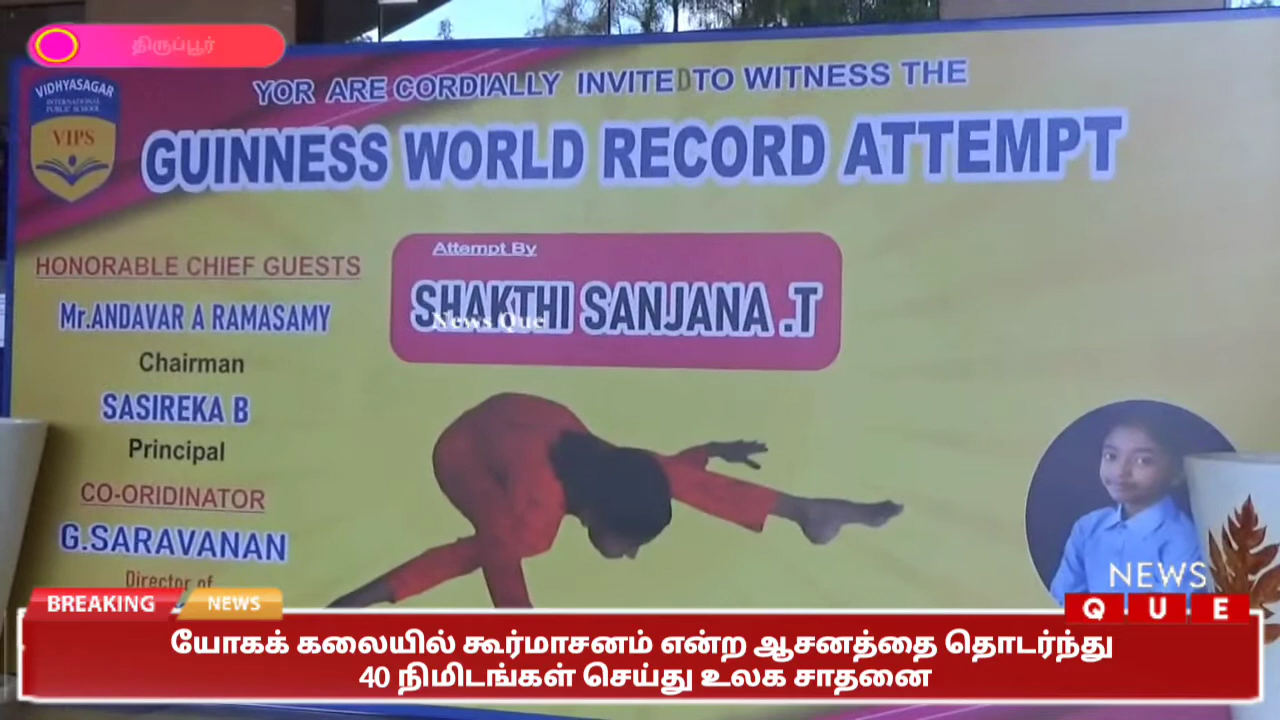 திருப்பூர்
VIDHYASAGAR
INTERNATIONAL
PUBLIC SCHOOL
VIPS
YOR ARE CORDIALLY INVITED TO WITNESS THE
GUINNESS WORLD RECORD ATTEMPT
HONORABLE CHIEF GUESTS
Mr.ANDAVAR A RAMASAMY
Chairman
SASIREKA B
Principal
CO-ORIDINATOR
G.SARAVANAN
Director of
Attempt By
SHAKTHI SANJANA .T
News Que
NEWS
QUE
BREAKING NEWS
யோகக் கலையில் கூர்மாசனம் என்ற ஆசனத்தை தொடர்ந்து
40 நிமிடங்கள் செய்து உலக சாதனை